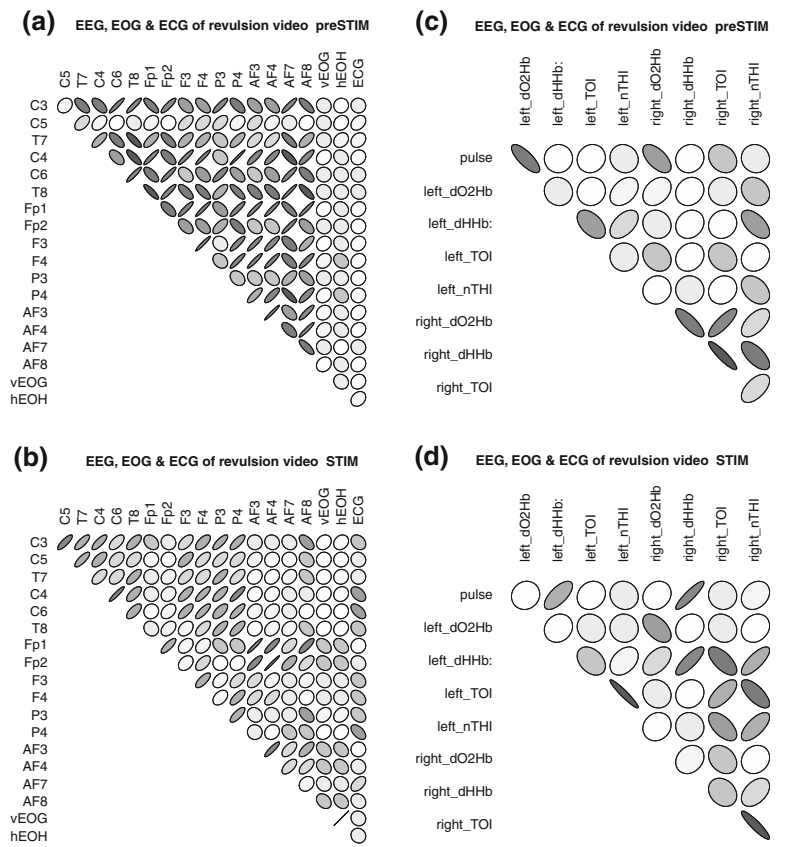 (a) EEG, EOG & ECG of revulsion video preSTIM
C5 T7 C4 C6 T8 Fp1 Fp2 F3 F4 P3 P4 AF3 AF4 AF7 AF8 vEOG hEOH ECG
C3
C5
T7
C4
C6
T8
Fp1
Fp2
F3
F4
P3
P4
AF3
AF4
AF7
AF8
vEOG
hEOH
(c) EEG, EOG & ECG of revulsion video preSTIM
left_dO2Hb left_dHHb: left_TOI left_nTHI right_dO2Hb right_dHHb right_TOI right_nTHI
pulse
left_dO2Hb
left_dHHb:
left_TOI
left_nTHI
right_dO2Hb
right_dHHb
right_TOI
(b) EEG, EOG & ECG of revulsion video STIM
C5 T7 C4 C6 T8 Fp1 Fp2 F3 F4 P3 P4 AF3 AF4 AF7 AF8 vEOG hEOH ECG
C3
C5
T7
C4
C6
T8
Fp1
Fp2
F3
F4
P3
P4
AF3
AF4
AF7
AF8
vEOG
hEOH
(d) EEG, EOG & ECG of revulsion video STIM
left_dO2Hb left_dHHb: left_TOI left_nTHI right_dO2Hb right_dHHb right_TOI right_nTHI
pulse
left_dO2Hb
left_dHHb:
left_TOI
left_nTHI
right_dO2Hb
right_dHHb
right_TOI